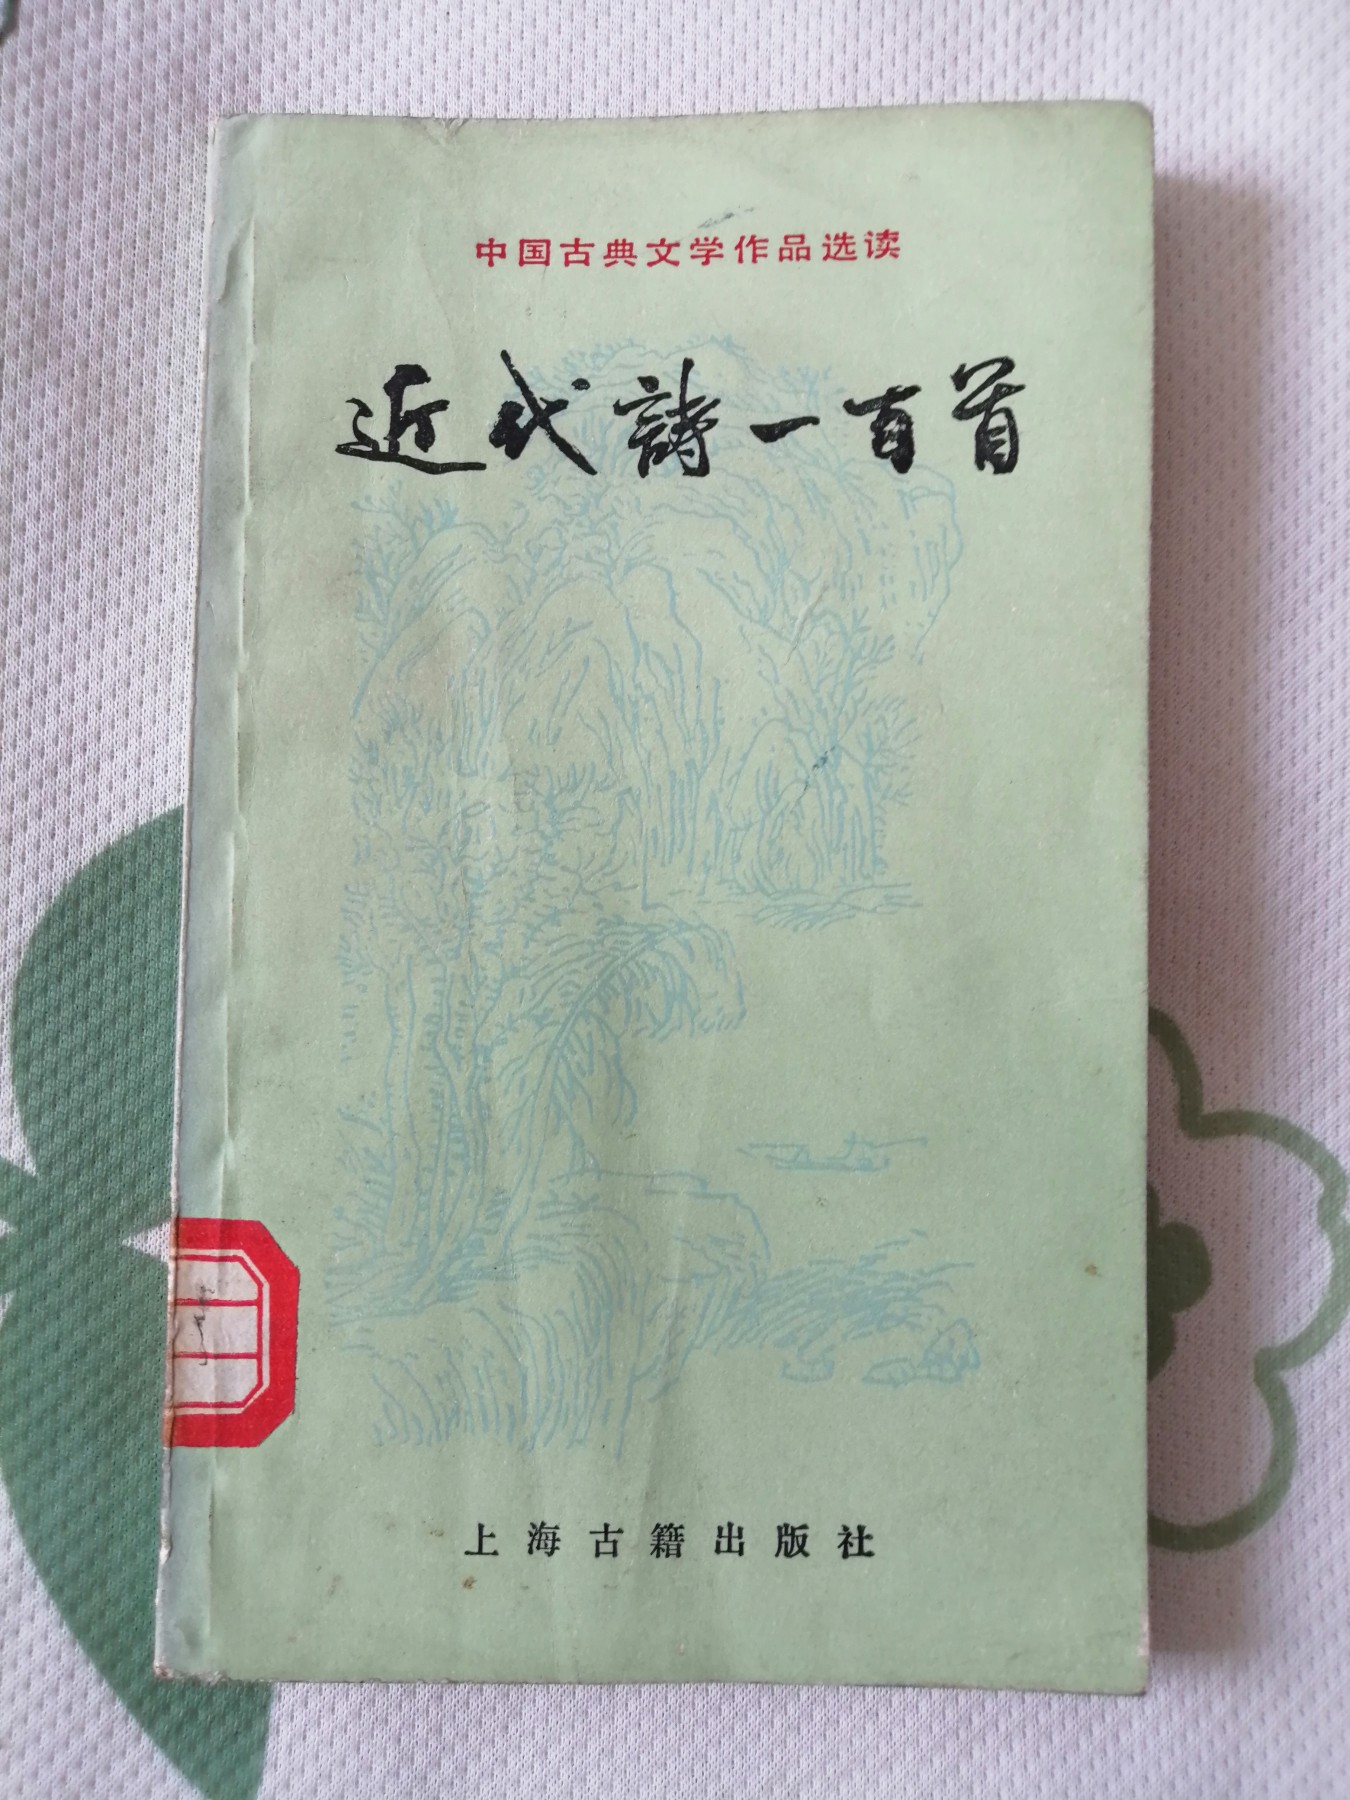 中国古典文学作品选读
近代詩一百首
上海古籍出版社